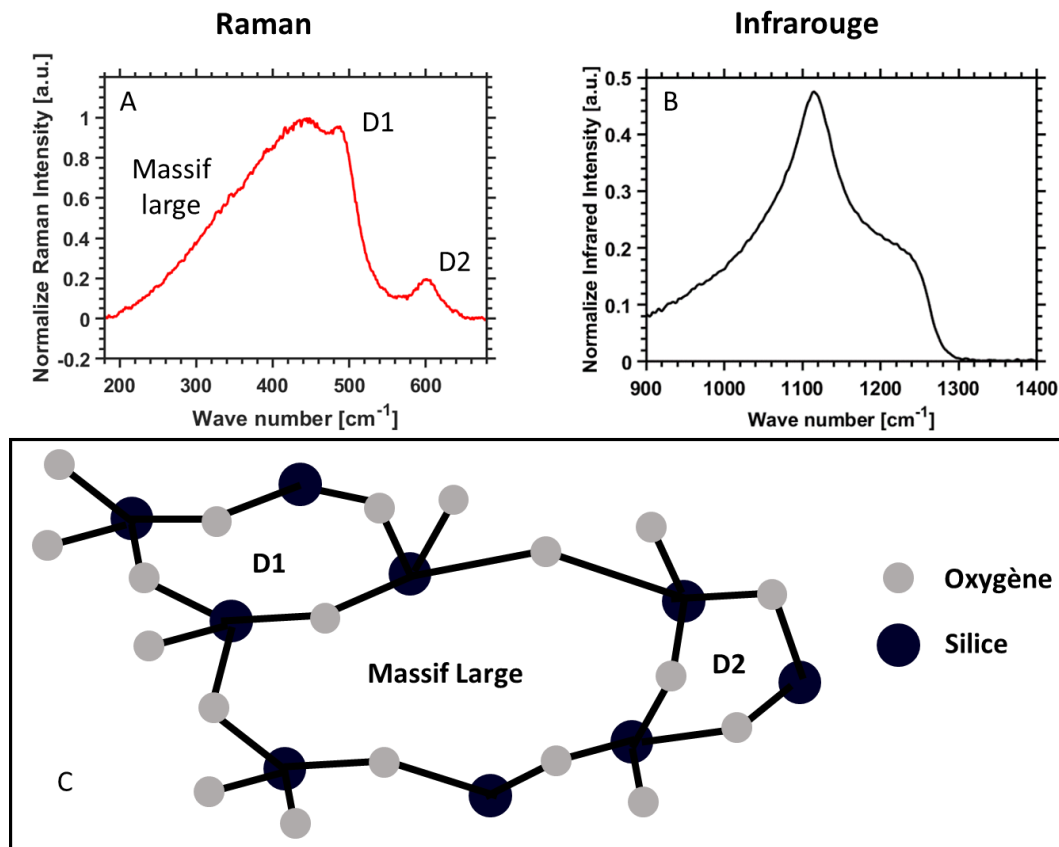 Raman
Infrarouge
Normalize Raman Intensity [a.u.]
A
1
0.8
0.6
0.4
0.2
0
-0.2
Massif
large
D1
D2
200
300
400
500
600
Wave number [cm-1]
Normalize Infrared Intensity [a.u.]
B
0.5
0.4
0.3
0.2
0.1
0
900
1000
1100
1200
1300
1400
Wave number [cm-1]
D1
Massif Large
D2
Oxygène
Silice
C